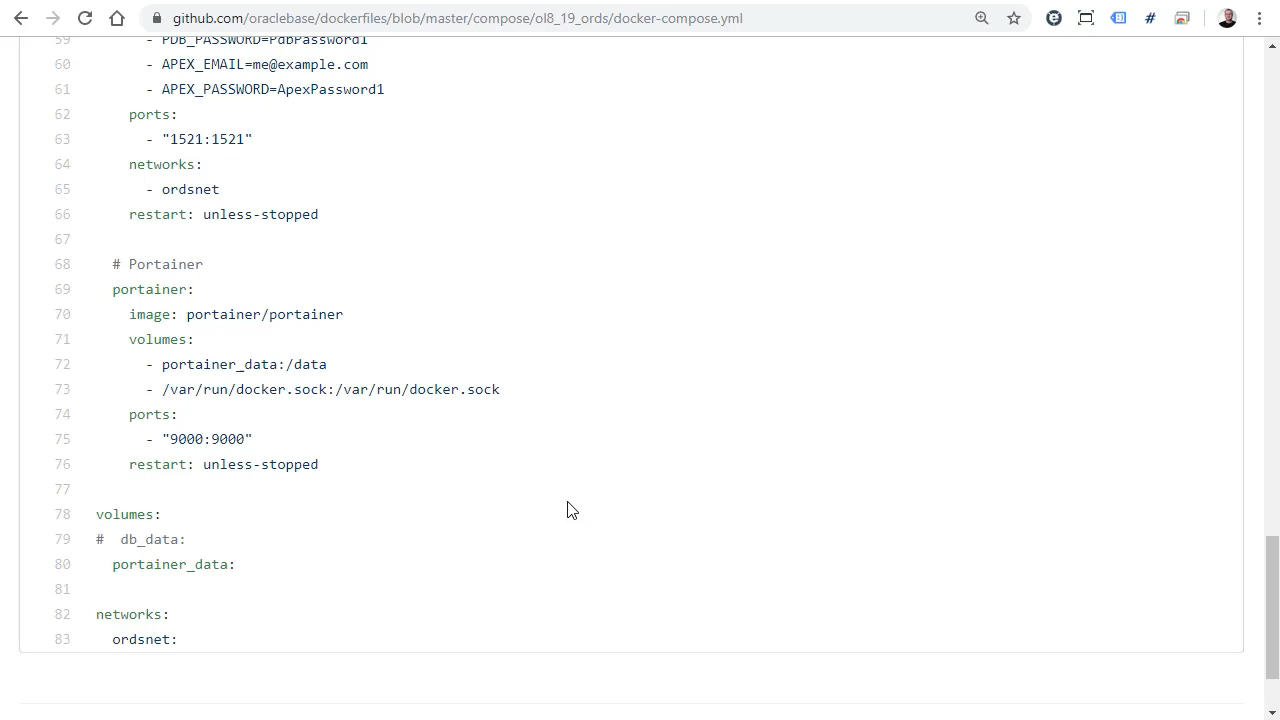 github.com/oraclebase/dockerfiles/blob/master/compose/ol8_19_ords/docker-compose.yml
59 - PDB_PASSWORD=PdbPassword1
60 - APEX_EMAIL=me@example.com
61 - APEX_PASSWORD=ApexPassword1
62 ports:
63 - "1521:1521"
64 networks:
65 - ordsnet
66 restart: unless-stopped
67
68 # Portainer
69 portainer:
70 image: portainer/portainer
71 volumes:
72 - portainer_data:/data
73 - /var/run/docker.sock:/var/run/docker.sock
74 ports:
75 - "9000:9000"
76 restart: unless-stopped
77
78 volumes:
79 # db_data:
80 portainer_data:
81
82 networks:
83 ordsnet: